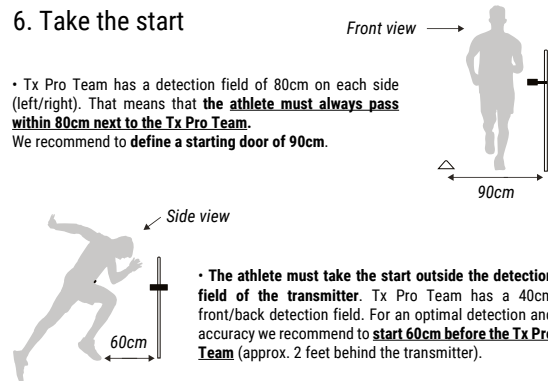 6. Take the start
Front view
• Tx Pro Team has a detection field of 80cm on each side
(left/right). That means that the athlete must always pass
within 80cm next to the Tx Pro Team.
We recommend to define a starting door of 90cm.
90cm
Side view
• The athlete must take the start outside the detection
field of the transmitter. Tx Pro Team has a 40cm
front/back detection field. For an optimal detection and
accuracy we recommend to start 60cm before the Tx Pro
Team (approx. 2 feet behind the transmitter).
60cm